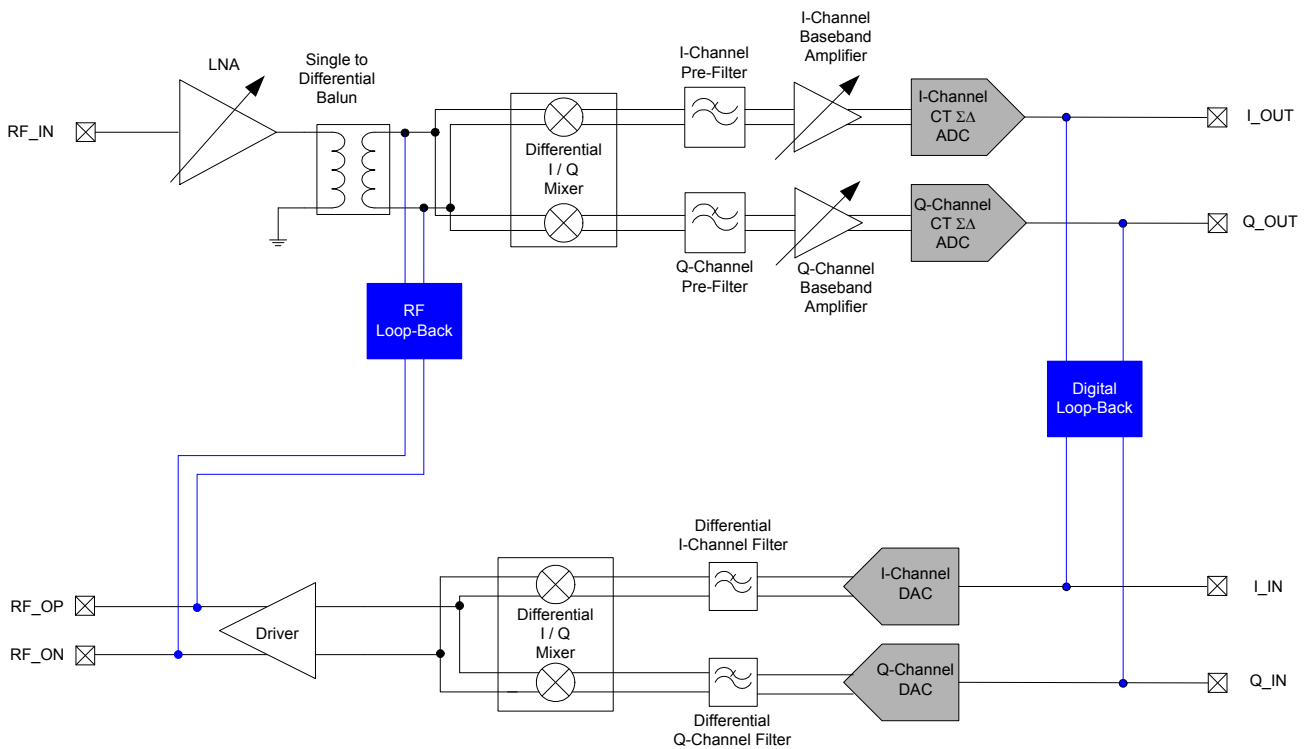 I-Channel
Baseband
Amplifier
LNA
Single to
Differential
Balun
I-Channel
Pre-Filter
RF_IN
Differential
I / Q
Mixer
I-Channel
CT ΣΔ
ADC
I_OUT
Q-Channel
CT ΣΔ
ADC
Q_OUT
Q-Channel
Pre-Filter
Q-Channel
Baseband
Amplifier
RF
Loop-Back
Digital
Loop-Back
Differential
I-Channel Filter
I-Channel
DAC
I_IN
RF_OP
RF_ON
Driver
Differential
I / Q
Mixer
Q-Channel
DAC
Q_IN
Differential
Q-Channel Filter